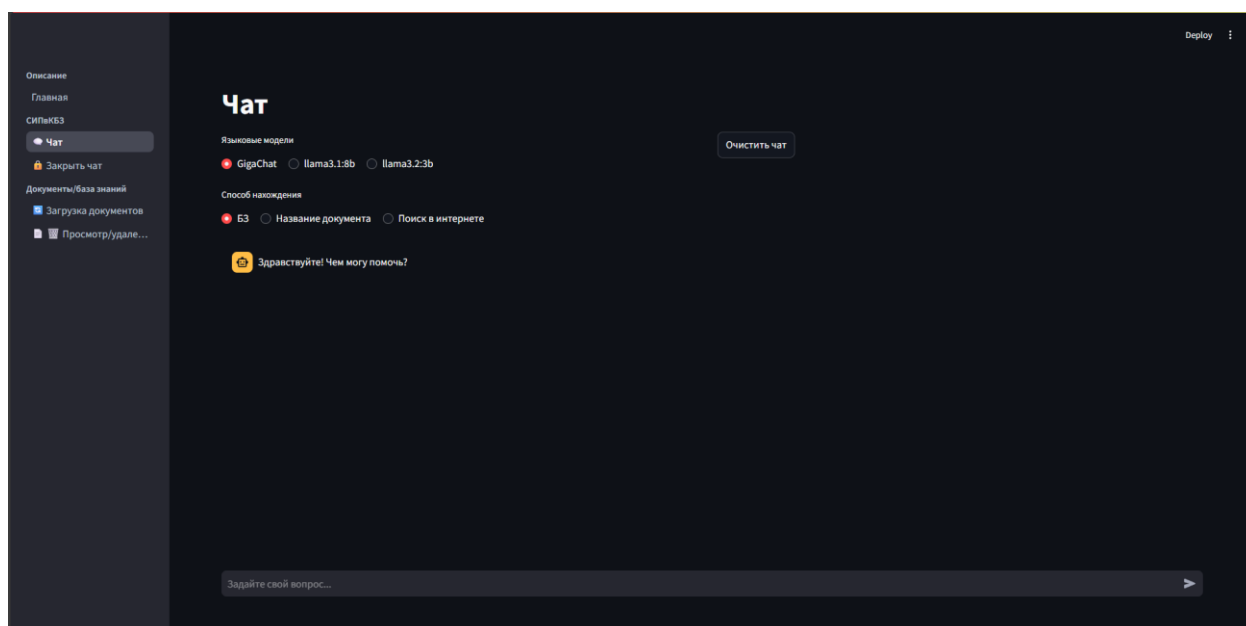 Deploy
Описание
Главная
СИПвКБЗ
Чат
Закрыть чат
Документы/база знаний
Загрузка документов
Просмотр/удале...
Чат
Языковые модели
GigaChat llama3.1:8b llama3.2:3b
Очистить чат
Способ нахождения
БЗ Название документа Поиск в интернете
Здравствуйте! Чем могу помочь?
Задайте свой вопрос...